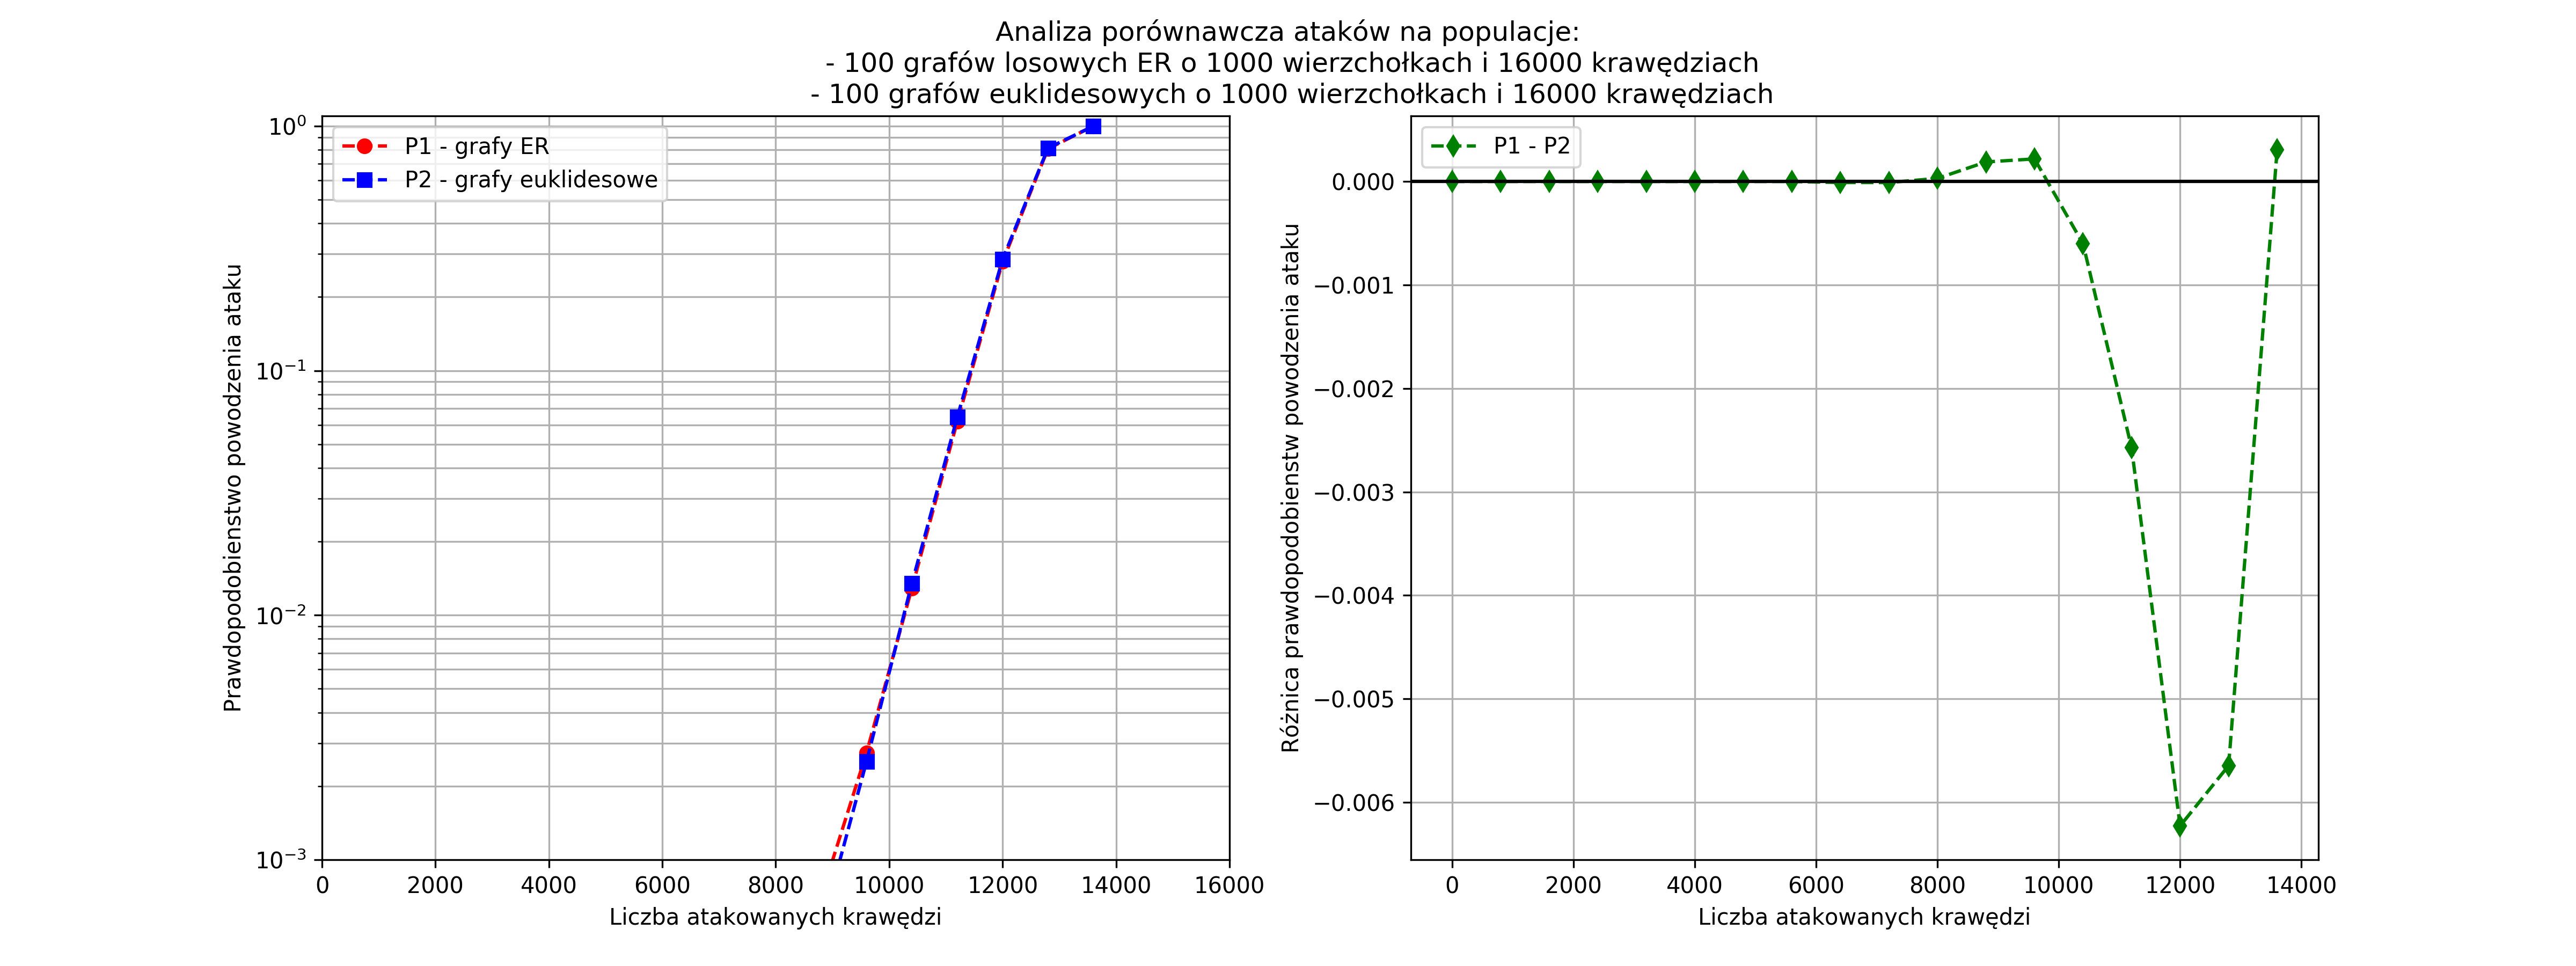 Analiza porównawcza ataków na populacje:
- 100 grafów losowych ER o 1000 wierzchołkach i 16000 krawędziach
- 100 grafów euklidesowych o 1000 wierzchołkach i 16000 krawędziach
P1 - grafy ER
P2 - grafy euklidesowe
Prawdopodobienstwo powodzenia ataku
10⁰
10⁻¹
10⁻²
10⁻³
0 2000 4000 6000 8000 10000 12000 14000 16000
Liczba atakowanych krawędzi
P1 - P2
Różnica prawdopodobienstw powodzenia ataku
0.000
−0.001
−0.002
−0.003
−0.004
−0.005
−0.006
0 2000 4000 6000 8000 10000 12000 14000
Liczba atakowanych krawędzi